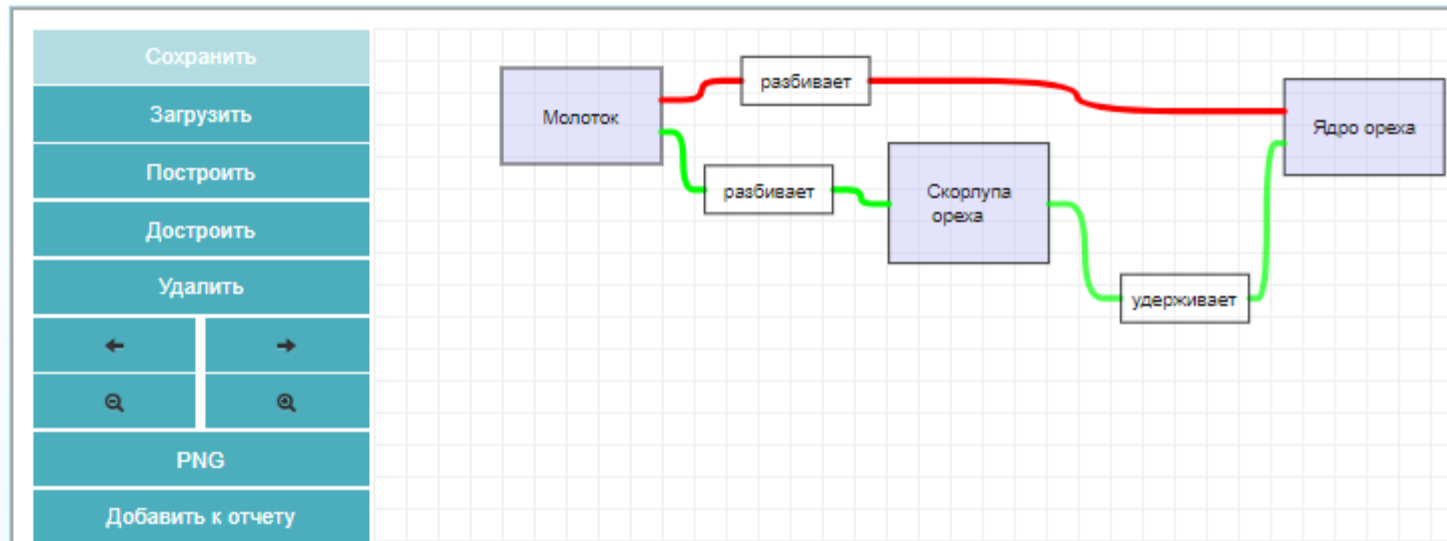 Сохранить
Загрузить
Построить
Достроить
Удалить
PNG
Добавить к отчету
Молоток
разбивает
Ядро ореха
разбивает
Скорлупа
ореха
удерживает